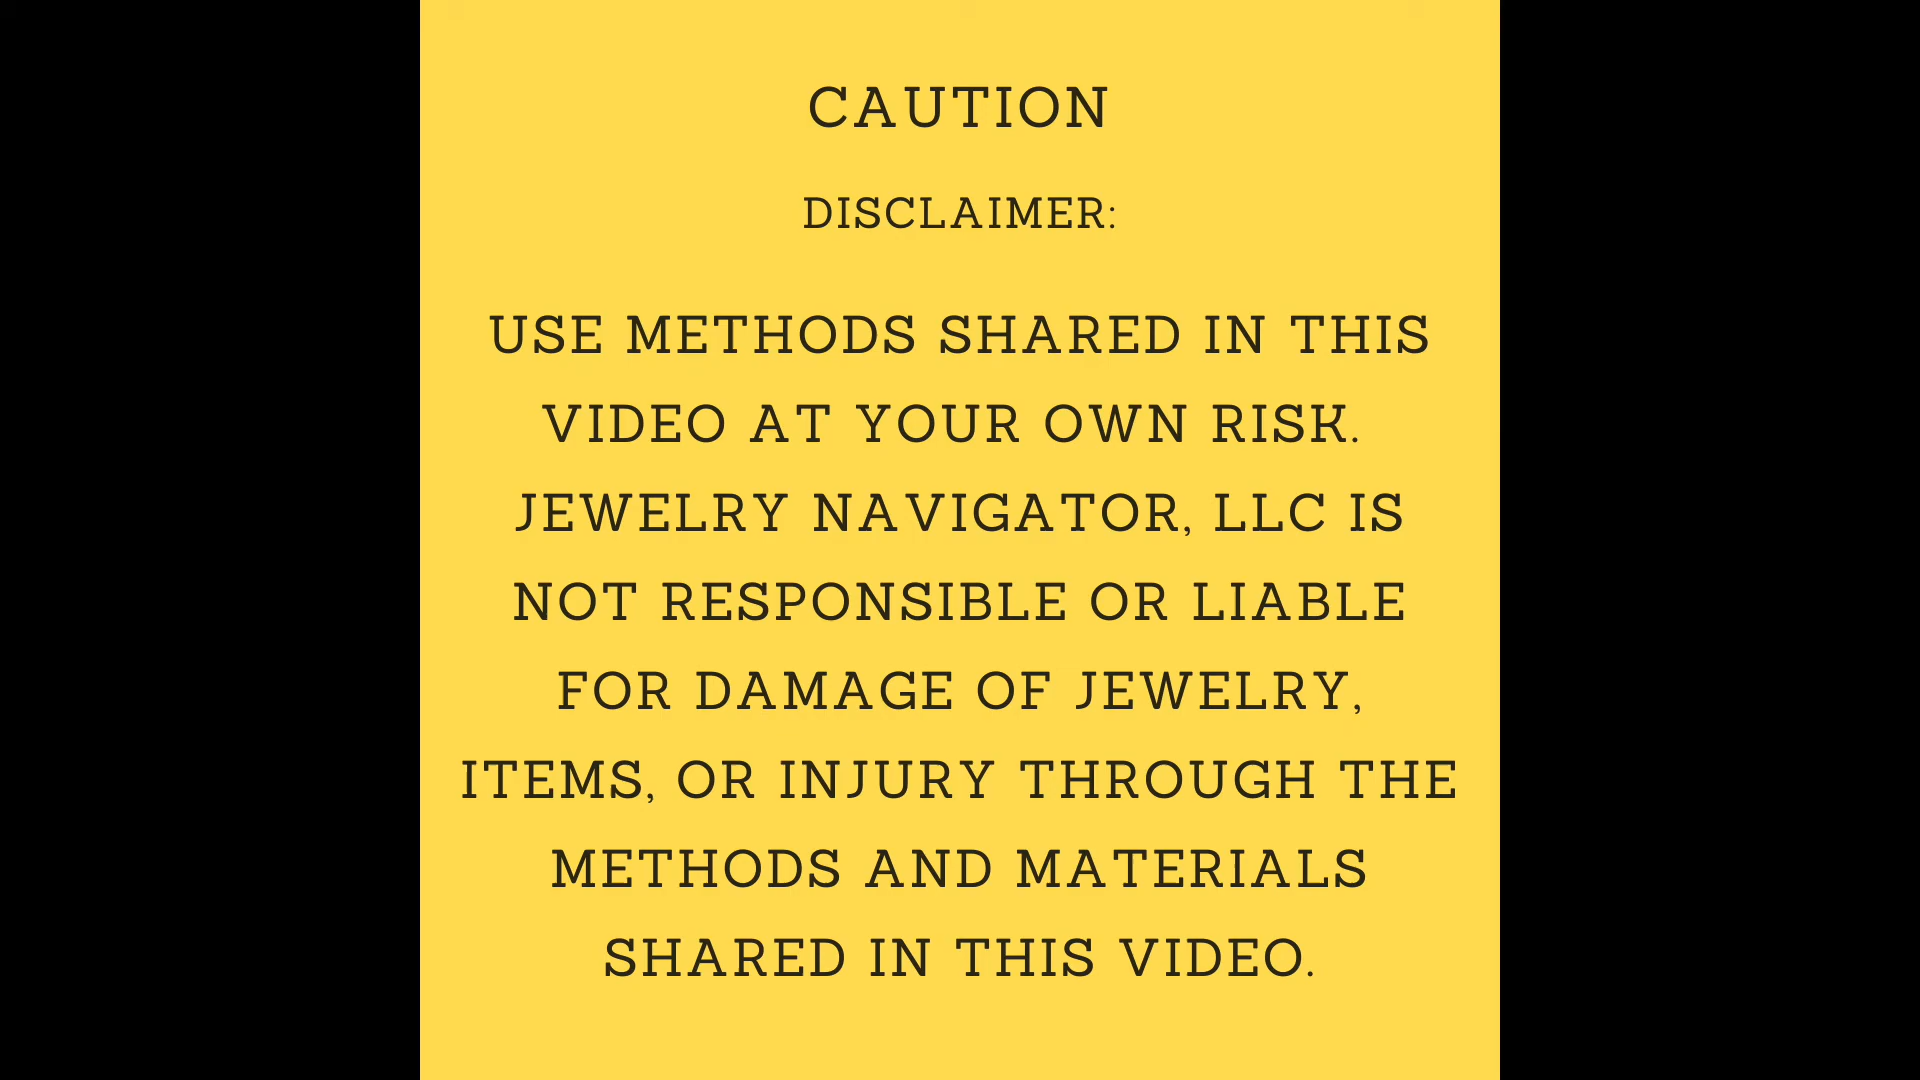 CAUTION
DISCLAIMER:
USE METHODS SHARED IN THIS
VIDEO AT YOUR OWN RISK.
JEWELRY NAVIGATOR, LLC IS
NOT RESPONSIBLE OR LIABLE
FOR DAMAGE OF JEWELRY,
ITEMS, OR INJURY THROUGH THE
METHODS AND MATERIALS
SHARED IN THIS VIDEO.